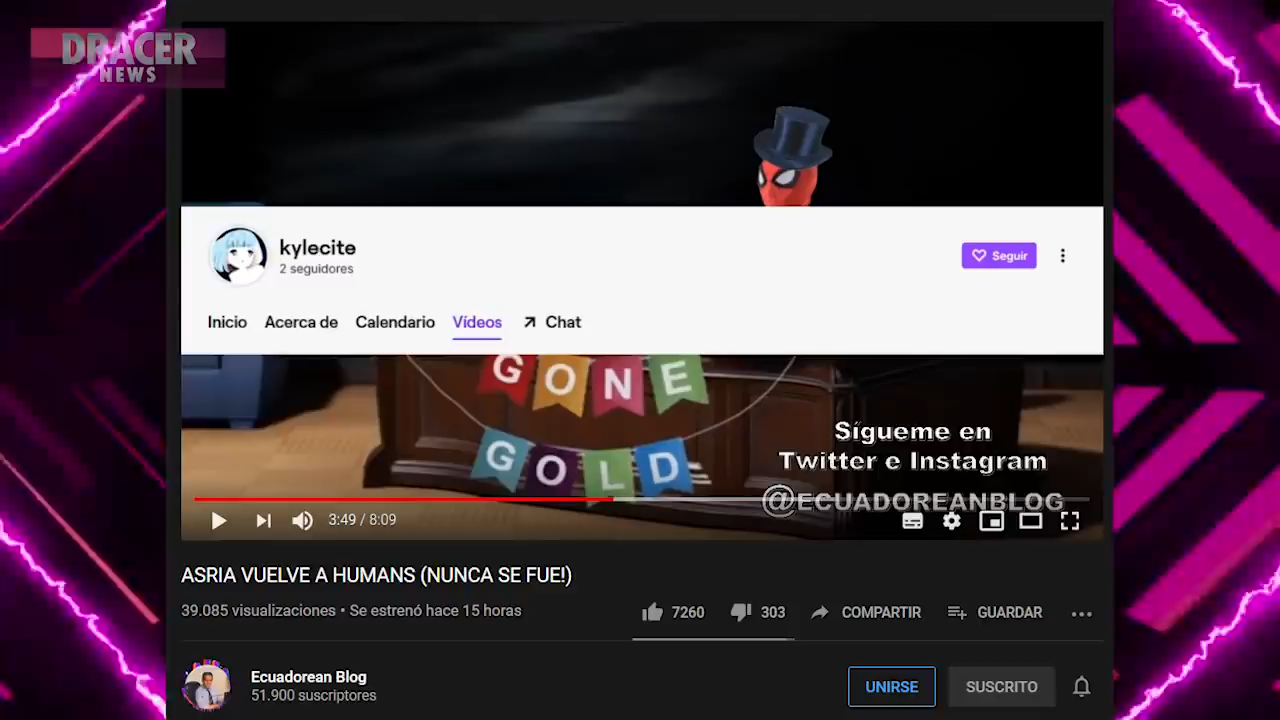 DRACER
NEWS
kylecite
2 seguidores
Seguir
Inicio Acerca de Calendario Vídeos Chat
GONE
GOLD
Sígueme en
Twitter e Instagram
@ECUADOREANBLOG
3:49 / 8:09
ASRIA VUELVE A HUMANS (NUNCA SE FUE!)
39.085 visualizaciones • Se estrenó hace 15 horas
7260 303 COMPARTIR GUARDAR
Ecuadorean Blog
51.900 suscriptores
UNIRSE SUSCRITO